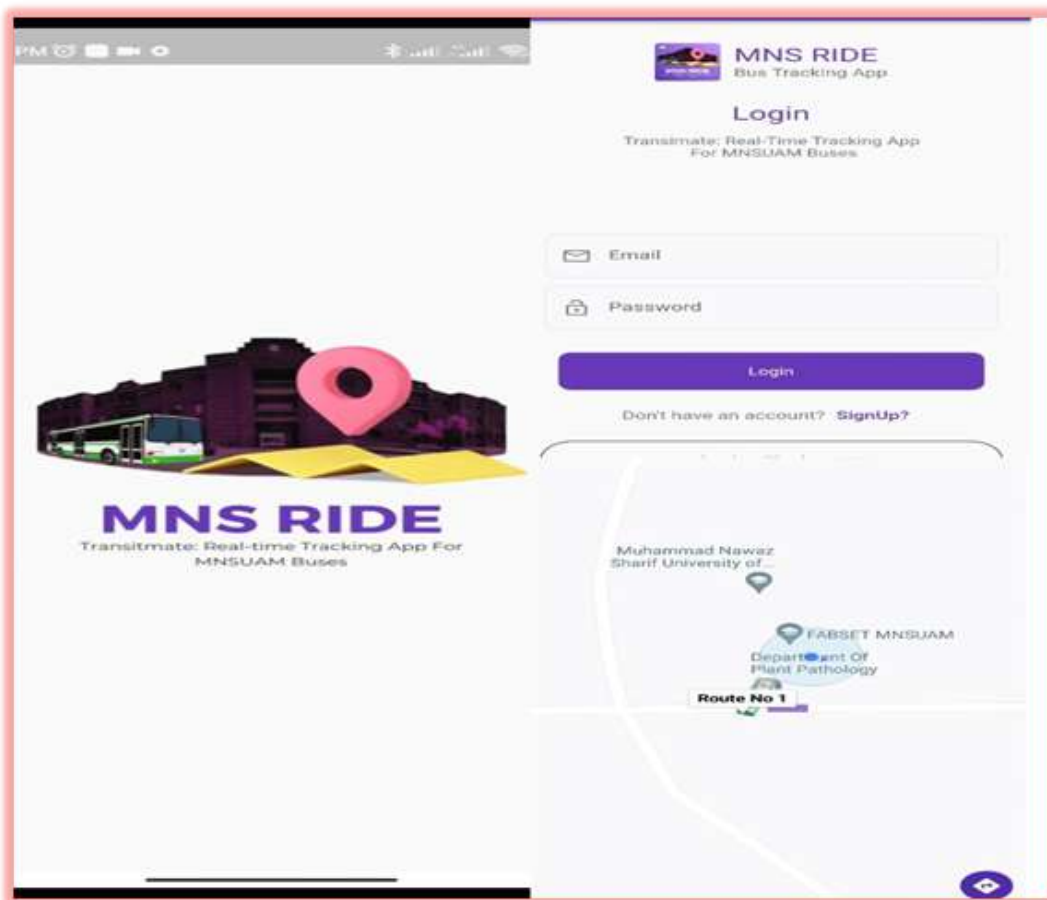 PM
MNS RIDE
Transitmate: Real-time Tracking App For
MNSUAM Buses
MNS RIDE
Bus Tracking App
Login
Transitmate: Real-Time Tracking App
For MNSUAM Buses
Email
Password
Login
Don't have an account? SignUp?
Muhammad Nawaz
Sharif University of...
FABSET MNSUAM
Department Of
Plant Pathology
Route No 1